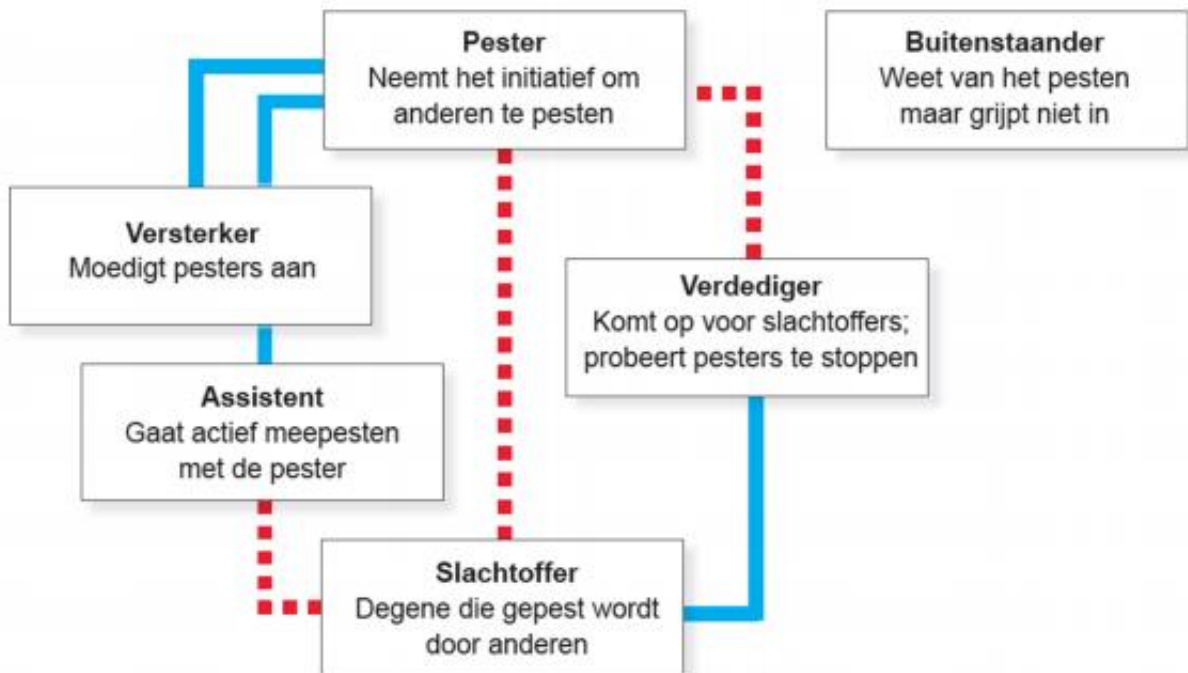 Pester
Neemt het initiatief om
anderen te pesten
Buitenstaander
Weet van het pesten
maar grijpt niet in
Versterker
Moedigt pesters aan
Verdediger
Komt op voor slachtoffers;
probeert pesters te stoppen
Assistent
Gaat actief meepesten
met de pester
Slachtoffer
Degene die gepest wordt
door anderen